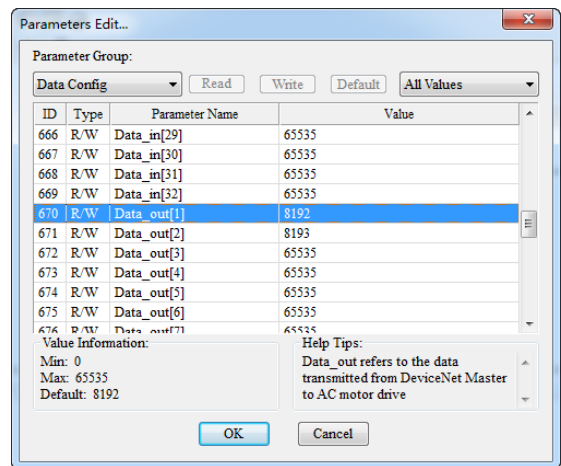 Parameters Edit...
Parameter Group:
Data Config Read Write Default All Values
ID Type Parameter Name Value
666 R/W Data_in[29] 65535
667 R/W Data_in[30] 65535
668 R/W Data_in[31] 65535
669 R/W Data_in[32] 65535
670 R/W Data_out[1] 8192
671 R/W Data_out[2] 8193
672 R/W Data_out[3] 65535
673 R/W Data_out[4] 65535
674 R/W Data_out[5] 65535
675 R/W Data_out[6] 65535
676 R/W Data_out[7] 65535
Value Information:
Min: 0
Max: 65535
Default: 8192
Help Tips:
Data_out refers to the data
transmitted from DeviceNet Master
to AC motor drive
OK Cancel